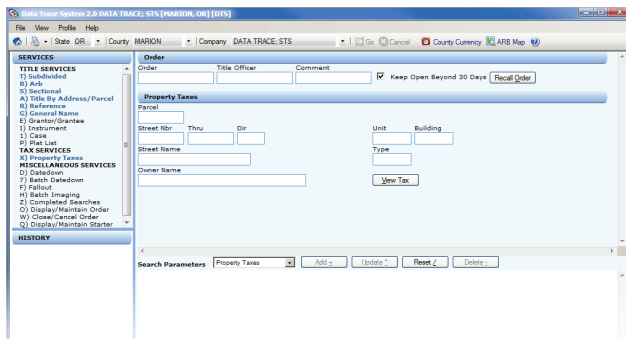 Data Trace System 2.0 DATA TRACE; STS [MARION, OR] [DTS]
File View Profile Help
State OR County MARION Company DATA TRACE; STS Go Cancel County Currency ARB Map
SERVICES
TITLE SERVICES
T) Subdivided
B) Arb
S) Sectional
A) Title By Address/Parcel
R) Reference
G) General Name
E) Grantor/Grantee
I) Instrument
1) Case
P) Plat List
TAX SERVICES
X) Property Taxes
MISCELLANEOUS SERVICES
D) Datedown
7) Batch Datedown
F) Fallout
H) Batch Imaging
Z) Completed Searches
O) Display/Maintain Order
W) Close/Cancel Order
Q) Display/Maintain Starter
HISTORY
Order
Order Title Officer Comment
Keep Open Beyond 30 Days Recall Order
Property Taxes
Parcel
Street Nbr Thru Dir Unit Building
Street Name Type
Owner Name
View Tax
Search Parameters Property Taxes Add + Update * Reset / Delete -